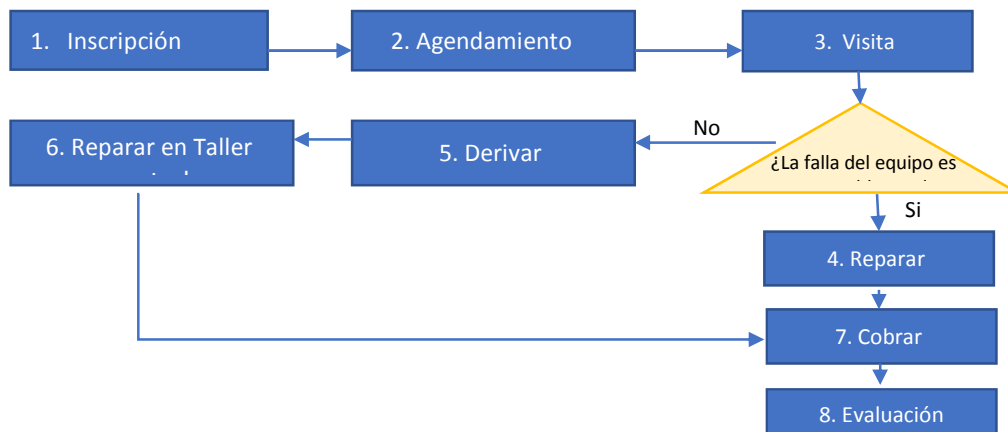 1. Inscripción
2. Agendamiento
3. Visita
No
6. Reparar en Taller
5. Derivar
¿La falla del equipo es
Si
4. Reparar
7. Cobrar
8. Evaluación